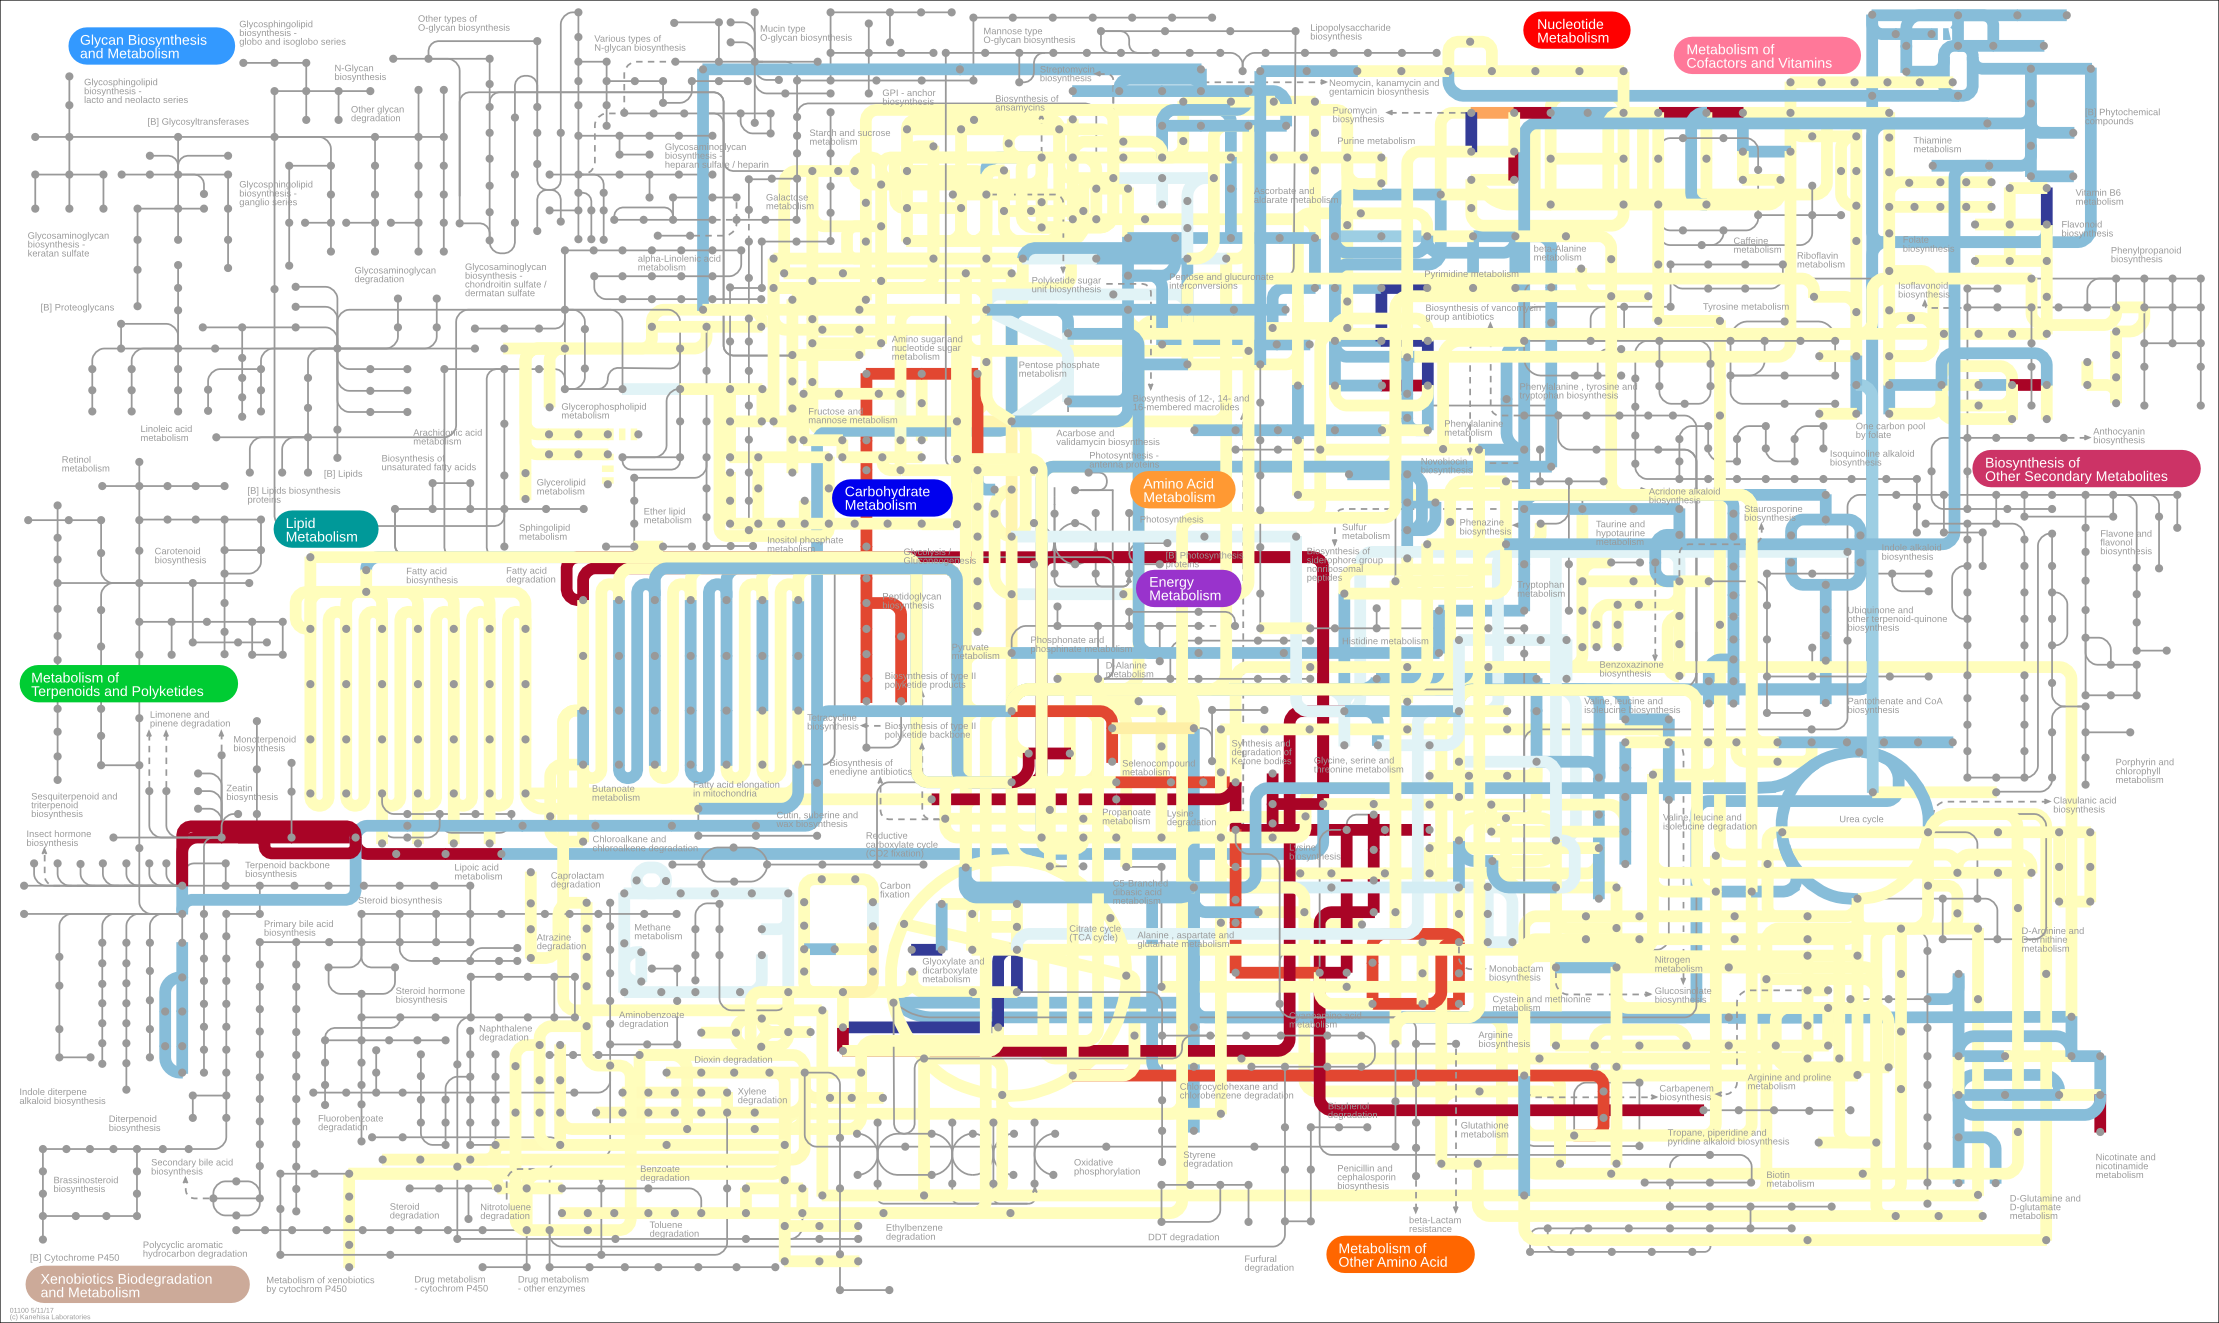 Glycan Biosynthesis
and Metabolism
Glycosphingolipid
biosynthesis -
globo and isoglobo series
Other types of
O-glycan biosynthesis
Various types of
N-glycan biosynthesis
Mucin type
O-glycan biosynthesis
Mannose type
O-glycan biosynthesis
Lipopolysaccharide
biosynthesis
Nucleotide
Metabolism
Metabolism of
Cofactors and Vitamins
Glycosphingolipid
biosynthesis -
lacto and neolacto series
N-Glycan
biosynthesis
Other glycan
degradation
[B] Glycosyltransferases
GPI - anchor
biosynthesis
Streptomycin
biosynthesis
Biosynthesis of
ansamycins
Neomycin, kanamycin and
gentamicin biosynthesis
Puromycin
biosynthesis
Purine metabolism
[B] Phytochemical
compounds
Thiamine
metabolism
Starch and sucrose
metabolism
Glycosaminoglycan
biosynthesis -
heparan sulfate / heparin
Glycosphingolipid
biosynthesis -
ganglio series
Galactose
metabolism
Ascorbate and
aldarate metabolism
Vitamin B6
metabolism
Flavonoid
biosynthesis
Phenylpropanoid
biosynthesis
Folate
biosynthesis
Caffeine
metabolism
Riboflavin
metabolism
beta-Alanine
metabolism
Glycosaminoglycan
biosynthesis -
keratan sulfate
Glycosaminoglycan
degradation
Glycosaminoglycan
biosynthesis -
chondroitin sulfate /
dermatan sulfate
alpha-Linolenic acid
metabolism
Polyketide sugar
unit biosynthesis
Pentose and glucuronate
interconversions
Pyrimidine metabolism
Isoflavonoid
biosynthesis
[B] Proteoglycans
Biosynthesis of vancomycin
group antibiotics
Tyrosine metabolism
Amino sugar and
nucleotide sugar
metabolism
Pentose phosphate
metabolism
Phenylalanine , tyrosine and
tryptophan biosynthesis
Biosynthesis of 12-, 14- and
16-membered macrolides
Glycerophospholipid
metabolism
Fructose and
mannose metabolism
Linoleic acid
metabolism
Arachidonic acid
metabolism
Acarbose and
validamycin biosynthesis
Phenylalanine
metabolism
One carbon pool
by folate
Anthocyanin
biosynthesis
Retinol
metabolism
Biosynthesis of
unsaturated fatty acids
[B] Lipids
Photosynthesis -
antenna proteins
Novobiocin
biosynthesis
Isoquinoline alkaloid
biosynthesis
Biosynthesis of
Other Secondary Metabolites
[B] Lipids biosynthesis
proteins
Glycerolipid
metabolism
Carbohydrate
Metabolism
Amino Acid
Metabolism
Acridone alkaloid
biosynthesis
Staurosporine
biosynthesis
Lipid
Metabolism
Sphingolipid
metabolism
Ether lipid
metabolism
Inositol phosphate
metabolism
Photosynthesis
Sulfur
metabolism
Phenazine
biosynthesis
Taurine and
hypotaurine
metabolism
Flavone and
flavonol
biosynthesis
Carotenoid
biosynthesis
Glycolysis /
Gluconeogenesis
[B] Photosynthesis
proteins
Biosynthesis of
siderophore group
nonribosomal
peptides
Indole alkaloid
biosynthesis
Fatty acid
biosynthesis
Fatty acid
degradation
Energy
Metabolism
Tryptophan
metabolism
Peptidoglycan
biosynthesis
Ubiquinone and
other terpenoid-quinone
biosynthesis
Phosphonate and
phosphinate metabolism
Histidine metabolism
Pyruvate
metabolism
D-Alanine
metabolism
Benzoxazinone
biosynthesis
Metabolism of
Terpenoids and Polyketides
Biosynthesis of type II
polyketide products
Valine, leucine and
isoleucine biosynthesis
Pantothenate and CoA
biosynthesis
Limonene and
pinene degradation
Tetracycline
biosynthesis
Biosynthesis of type II
polyketide backbone
Monoterpenoid
biosynthesis
Synthesis and
degradation of
Ketone bodies
Glycine, serine and
threonine metabolism
Biosynthesis of
enediyne antibiotics
Selenocompound
metabolism
Porphyrin and
chlorophyll
metabolism
Zeatin
biosynthesis
Butanoate
metabolism
Fatty acid elongation
in mitochondria
Sesquiterpenoid and
triterpenoid
biosynthesis
Cutin, suberine and
wax biosynthesis
Propanoate
metabolism
Lysine
degradation
Valine, leucine and
isoleucine degradation
Urea cycle
Clavulanic acid
biosynthesis
Insect hormone
biosynthesis
Chloroalkane and
chloroalkene degradation
Reductive
carboxylate cycle
(CO2 fixation)
Lysine
biosynthesis
Terpenoid backbone
biosynthesis
Lipoic acid
metabolism
Caprolactam
degradation
Carbon
fixation
C5-Branched
dibasic acid
metabolism
Steroid biosynthesis
Primary bile acid
biosynthesis
Methane
metabolism
Citrate cycle
(TCA cycle)
Alanine , aspartate and
glutamate metabolism
D-Arginine and
D-ornithine
metabolism
Atrazine
degradation
Glyoxylate and
dicarboxylate
metabolism
Monobactam
biosynthesis
Nitrogen
metabolism
Steroid hormone
biosynthesis
Glucosinolate
biosynthesis
Cystein and methionine
metabolism
Aminobenzoate
degradation
Naphthalene
degradation
Arginine
biosynthesis
Dioxin degradation
Indole diterpene
alkaloid biosynthesis
Xylene
degradation
Chlorocyclohexane and
chlorobenzene degradation
Arginine and proline
metabolism
Carbapenem
biosynthesis
Diterpenoid
biosynthesis
Fluorobenzoate
degradation
Bisphenol
degradation
Glutathione
metabolism
Tropane, piperidine and
pyridine alkaloid biosynthesis
Secondary bile acid
biosynthesis
Benzoate
degradation
Oxidative
phosphorylation
Styrene
degradation
Penicillin and
cephalosporin
biosynthesis
Biotin
metabolism
Nicotinate and
nicotinamide
metabolism
Brassinosteroid
biosynthesis
Steroid
degradation
Nitrotoluene
degradation
Toluene
degradation
Ethylbenzene
degradation
DDT degradation
beta-Lactam
resistance
D-Glutamine and
D-glutamate
metabolism
Polycyclic aromatic
hydrocarbon degradation
[B] Cytochrome P450
Furfural
degradation
Metabolism of
Other Amino Acid
Xenobiotics Biodegradation
and Metabolism
Metabolism of xenobiotics
by cytochrom P450
Drug metabolism
- cytochrom P450
Drug metabolism
- other enzymes
01100 5/11/17
(c) Kanehisa Laboratories